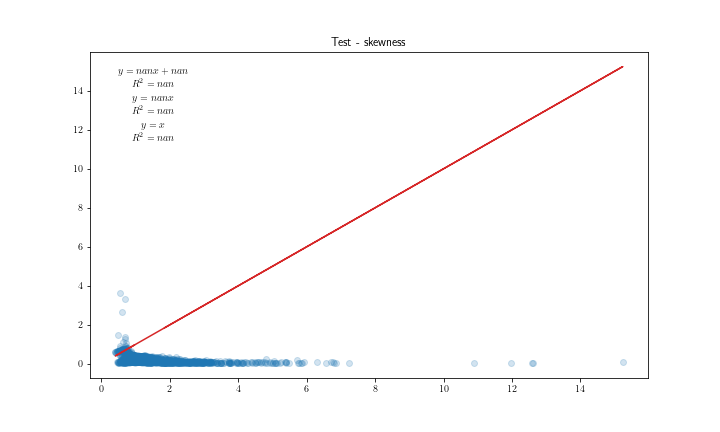 Test - skewness
y = nanx + nan
R² = nan
y = nanx
R² = nan
y = x
R² = nan
14
12
10
8
6
4
2
0
0 2 4 6 8 10 12 14